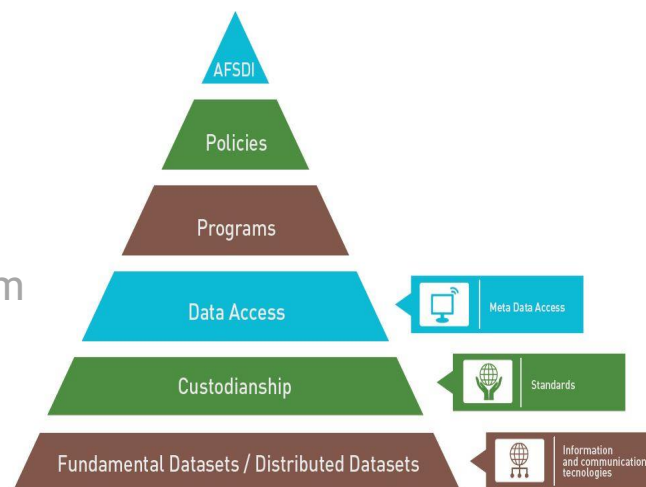 AFSDI
Policies
Programs
m
Data Access
Meta Data Access
Custodianship
Standards
Fundamental Datasets / Distributed Datasets
Information
and communication
tecnologies